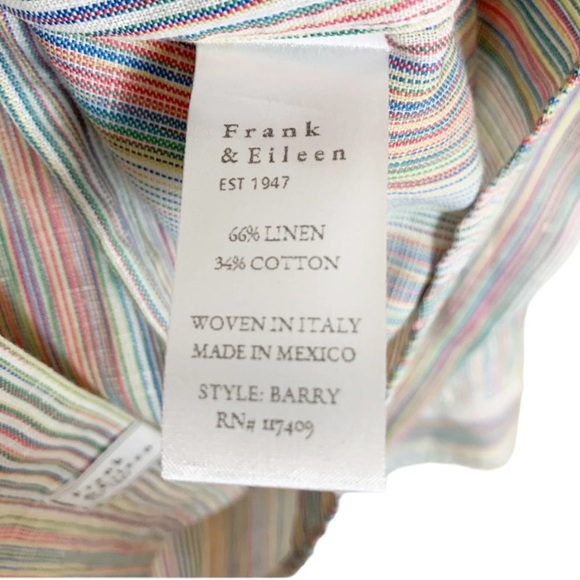 Frank
& Eileen
EST 1947
66% LINEN
34% COTTON
WOVEN IN ITALY
MADE IN MEXICO
STYLE: BARRY
RN# 117409